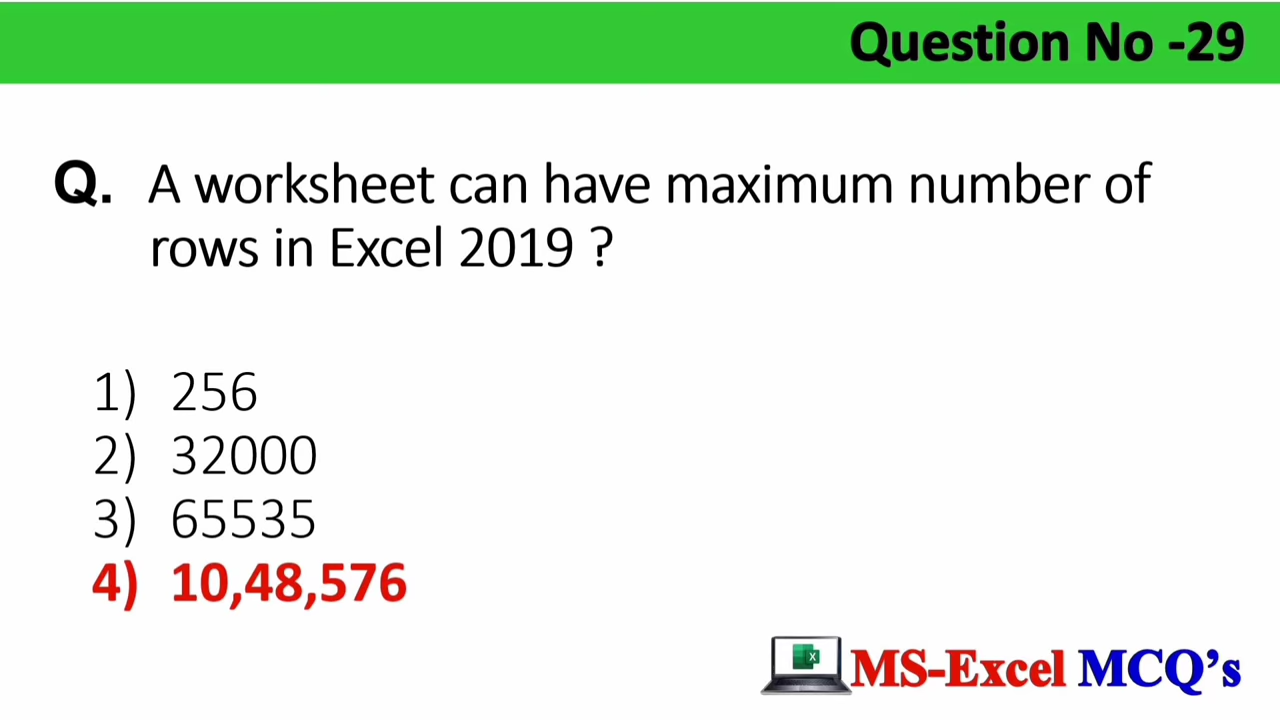 Question No -29
Q. A worksheet can have maximum number of
rows in Excel 2019 ?
1) 256
2) 32000
3) 65535
4) 10,48,576
X
MS-Excel MCQ’s